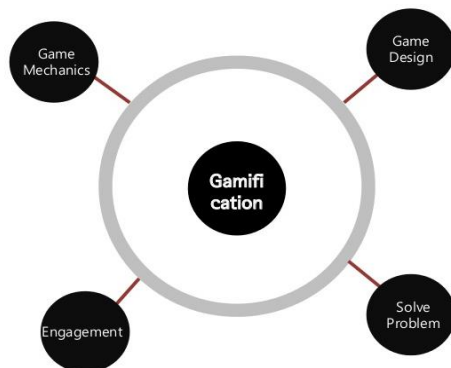 Game
Mechanics
Game
Design
Gamifi
cation
Engagement
Solve
Problem